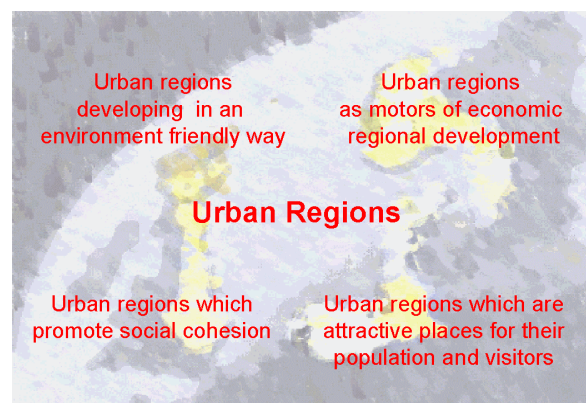 Urban regions
developing in an
environment friendly way
Urban regions
as motors of economic
regional development
Urban Regions
Urban regions which
promote social cohesion
Urban regions which are
attractive places for their
population and visitors